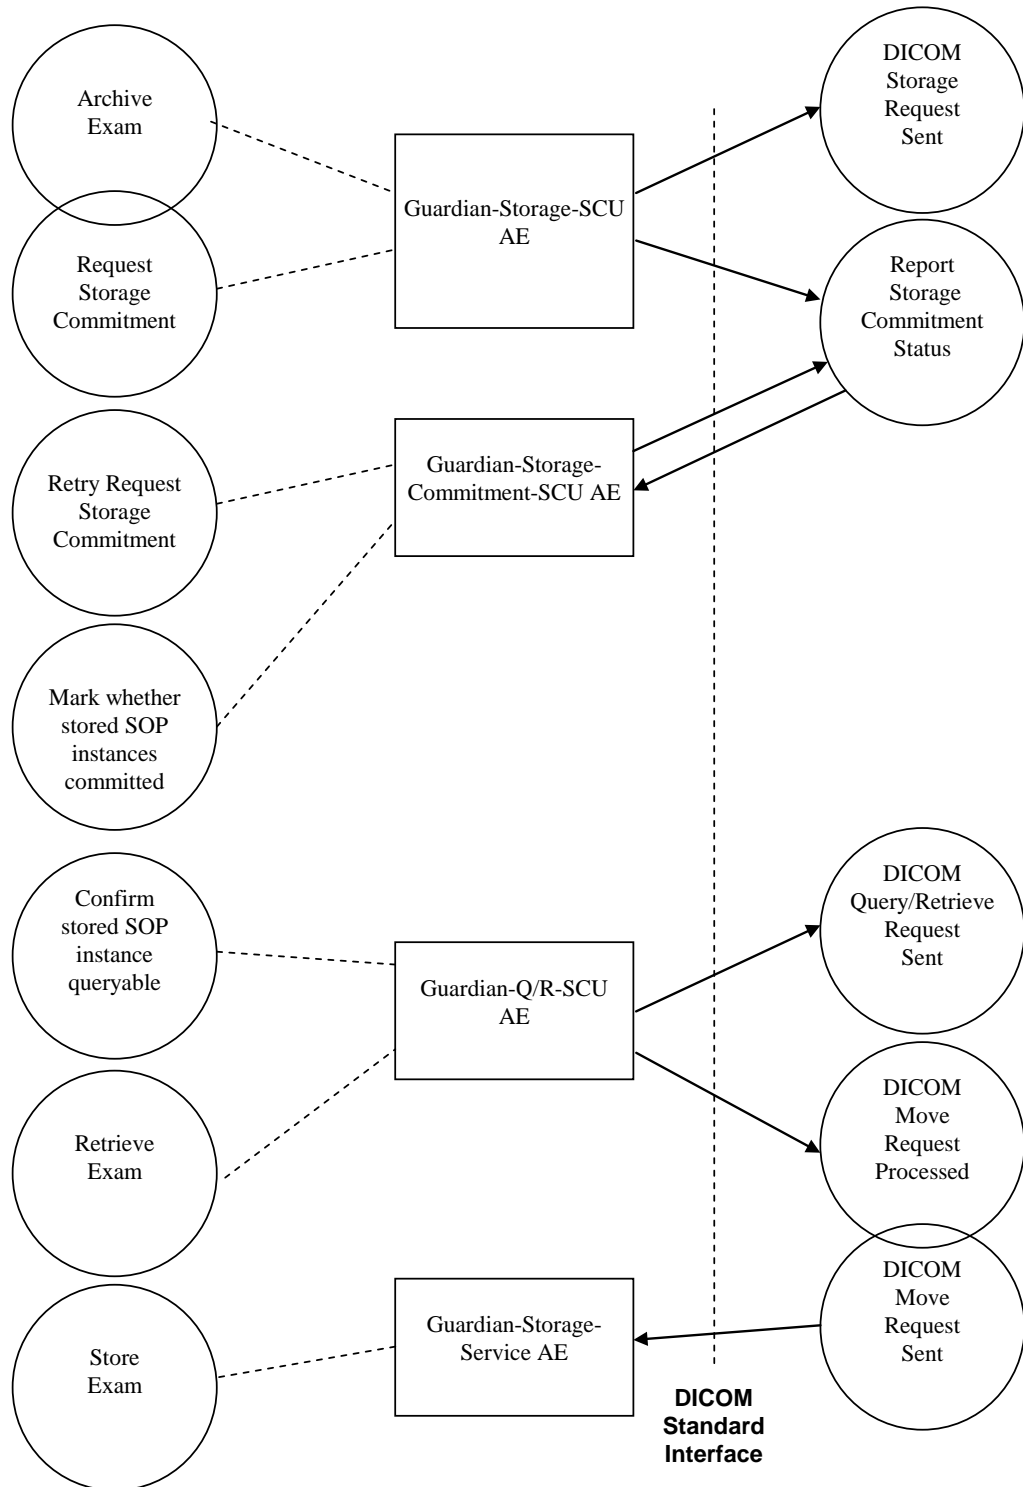 Archive
Exam
DICOM
Storage
Request
Sent
Guardian-Storage-SCU
AE
Request
Storage
Commitment
Report
Storage
Commitment
Status
Retry Request
Storage
Commitment
Guardian-Storage-
Commitment-SCU AE
Mark whether
stored SOP
instances
committed
Confirm
stored SOP
instance
queryable
DICOM
Query/Retrieve
Request
Sent
Guardian-Q/R-SCU
AE
Retrieve
Exam
DICOM
Move
Request
Processed
DICOM
Move
Request
Sent
Guardian-Storage-
Service AE
Store
Exam
DICOM
Standard
Interface